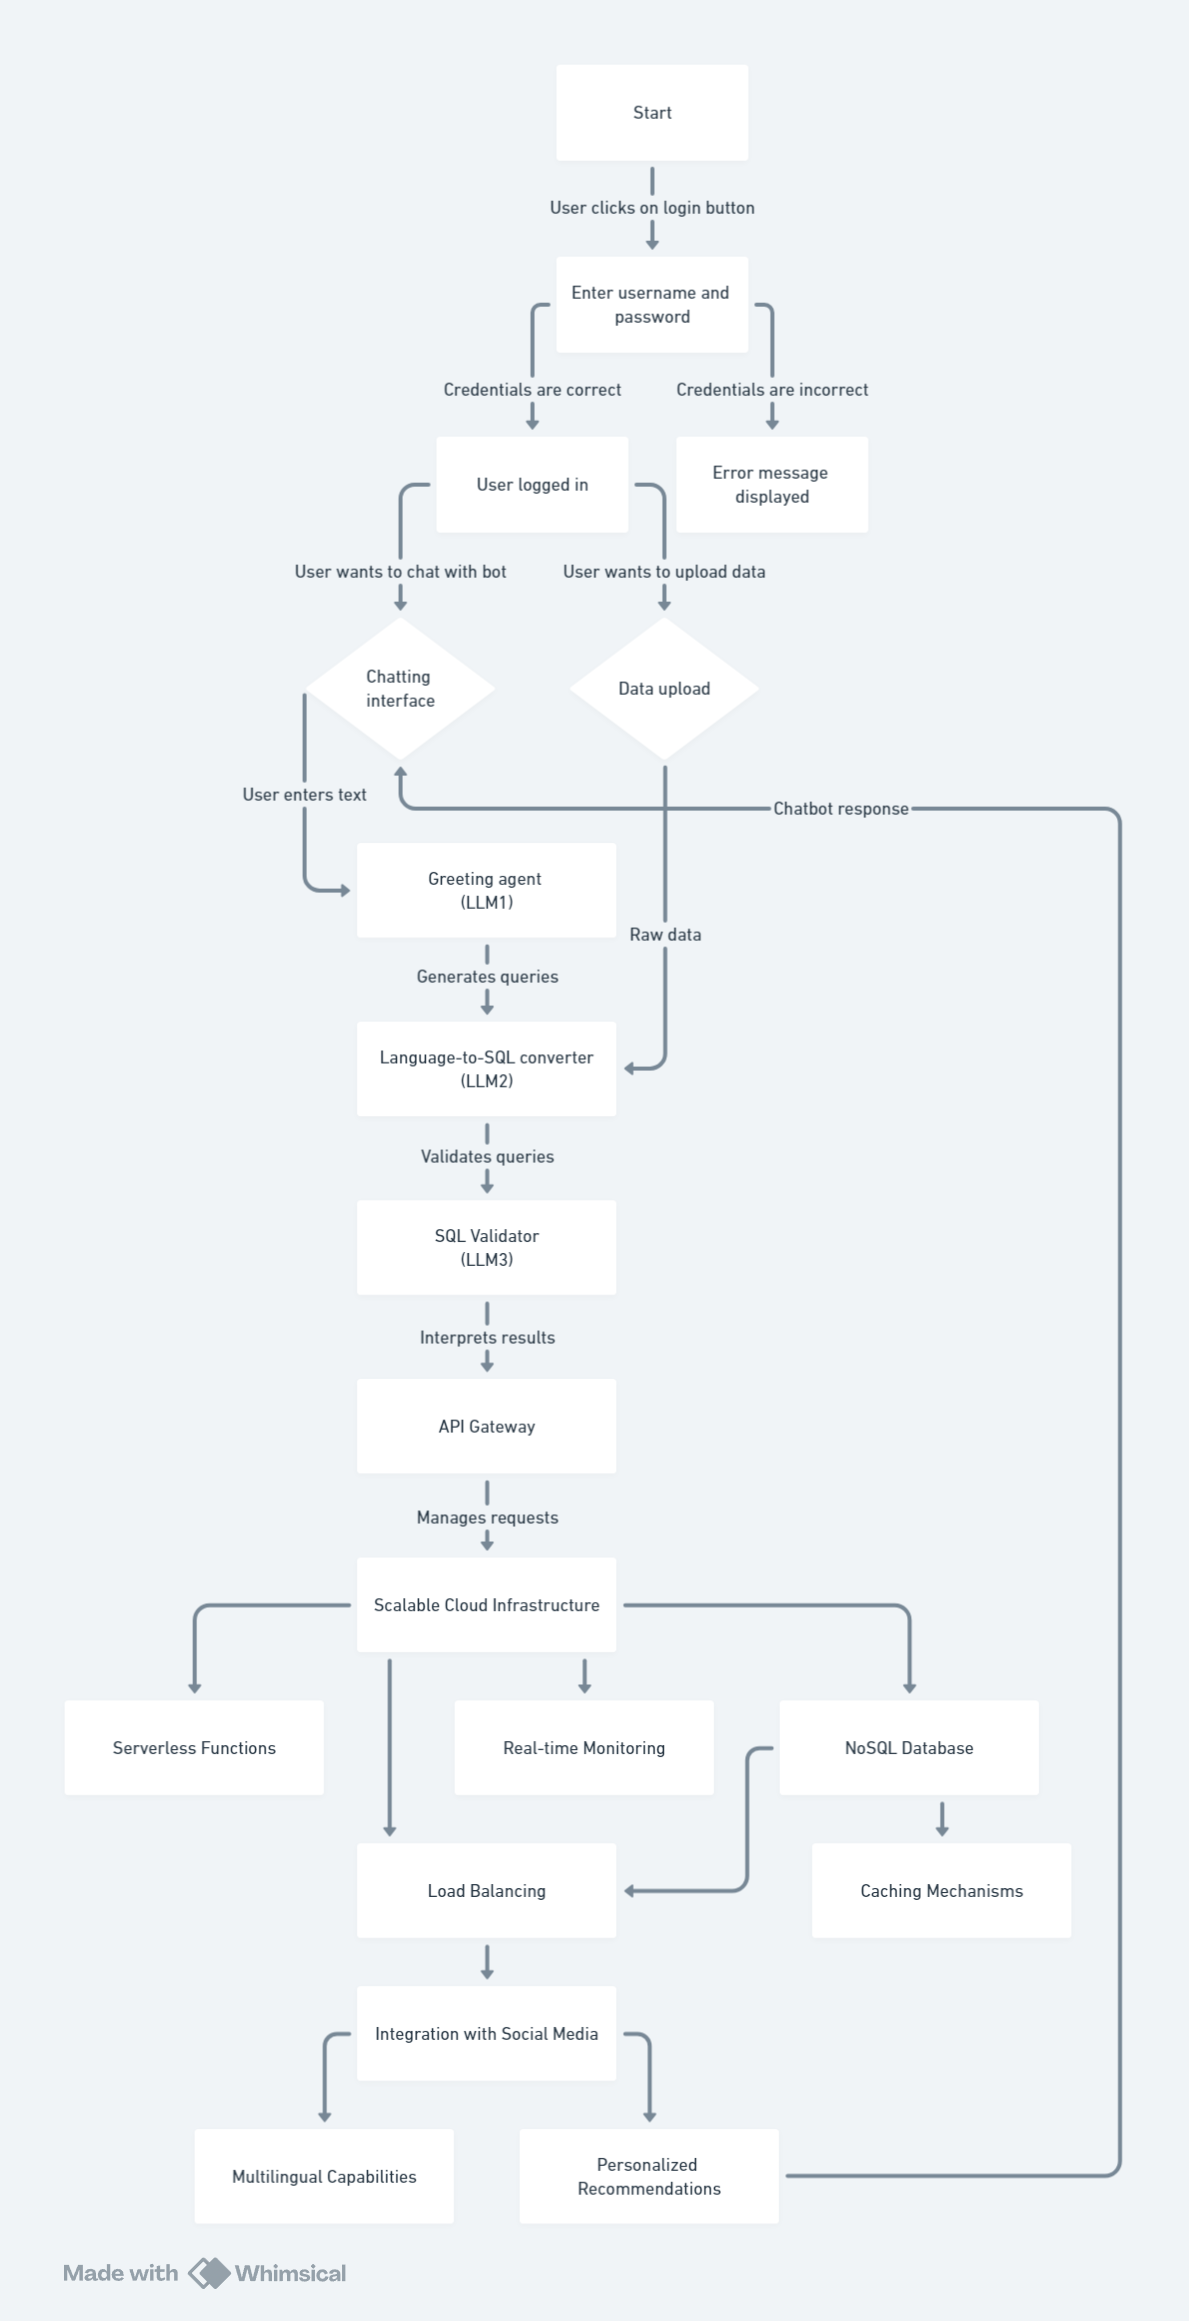 Start
User clicks on login button
Enter username and
password
Credentials are correct
Credentials are incorrect
User logged in
Error message
displayed
User wants to chat with bot
User wants to upload data
Chatting
interface
Data upload
User enters text
Chatbot response
Greeting agent
(LLM1)
Raw data
Generates queries
Language-to-SQL converter
(LLM2)
Validates queries
SQL Validator
(LLM3)
Interprets results
API Gateway
Manages requests
Scalable Cloud Infrastructure
Serverless Functions
Real-time Monitoring
NoSQL Database
Load Balancing
Caching Mechanisms
Integration with Social Media
Multilingual Capabilities
Personalized
Recommendations
Made with Whimsical